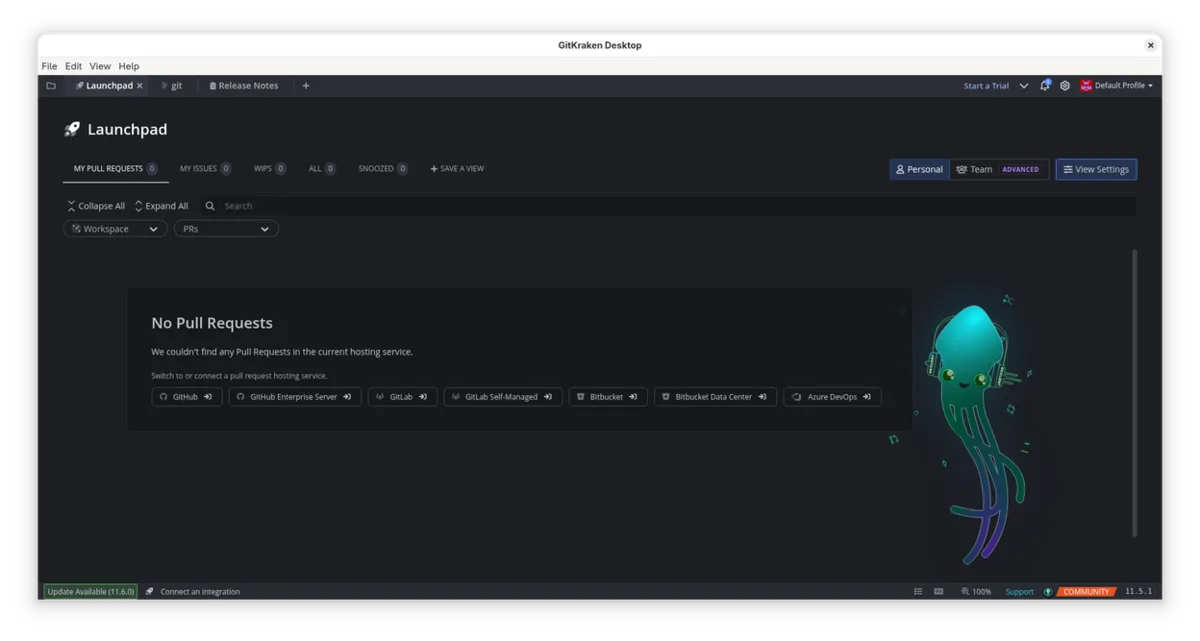 GitKraken Desktop
File Edit View Help
Launchpad git Release Notes Start a Trial Default Profile
Launchpad
MY PULL REQUESTS 0 MY ISSUES 0 WIPS 0 ALL 0 SNOOZED 0 + SAVE A VIEW Personal Team ADVANCED View Settings
Collapse All Expand All Search
Workspace PRs
No Pull Requests
We couldn't find any Pull Requests in the current hosting service.
Switch to or connect a pull request hosting service.
GitHub GitHub Enterprise Server GitLab GitLab Self-Managed Bitbucket Bitbucket Data Center Azure DevOps
Update Available (11.6.0) Connect an integration 100% Support COMMUNITY 11.5.1